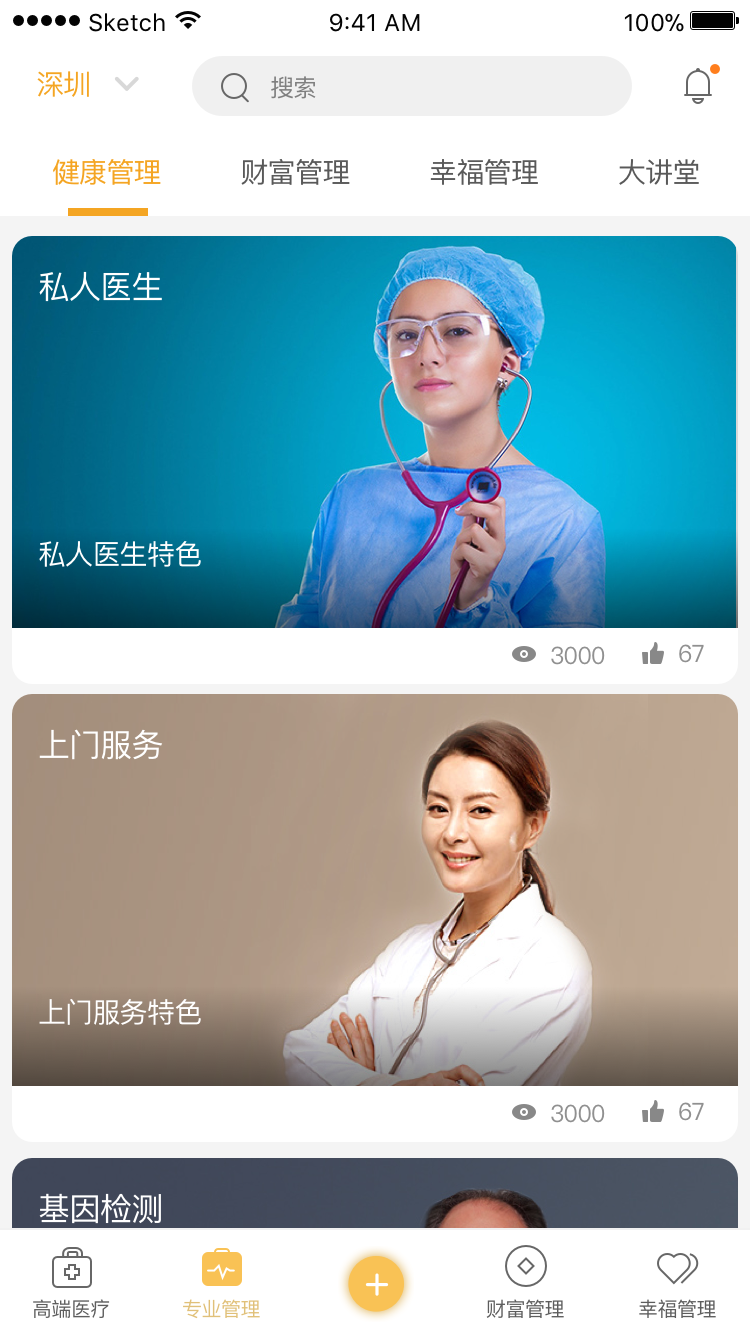 Sketch 9:41 AM 100%
深圳 搜索
健康管理 财富管理 幸福管理 大讲堂
私人医生
私人医生特色
3000 67
上门服务
上门服务特色
3000 67
基因检测
高端医疗 专业管理 财富管理 幸福管理